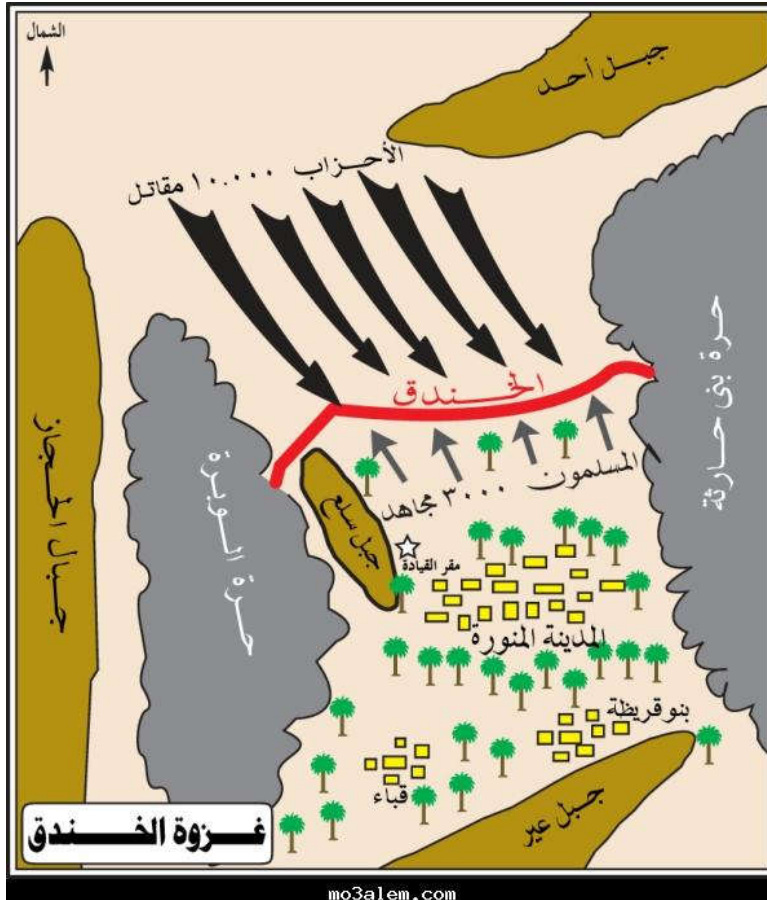 الشمال
جبل أحد
الأحزاب ١٠.٠٠٠ مقاتل
حرة بنى حارثة
الخندق
المسلمون ٣٠٠٠ مجاهد
جبال الحجاز
حرة الوبرة
جبل سلع
مقر القيادة
المدينة المنورة
بنو قريظة
قباء
جبل عير
غزوة الخندق
mo3alem.com